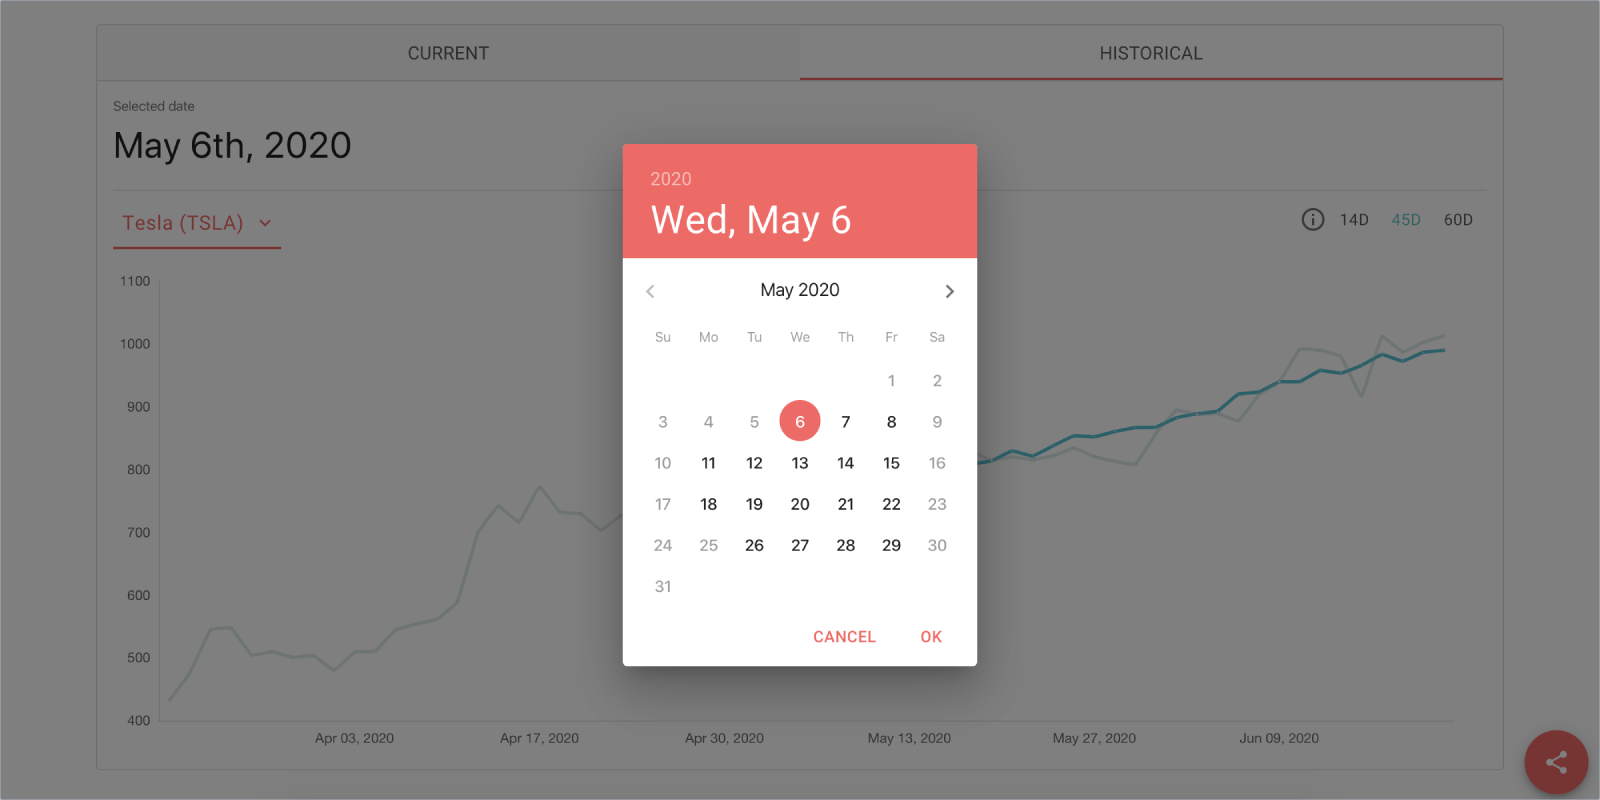 CURRENT HISTORICAL
Selected date
May 6th, 2020
Tesla (TSLA)
14D 45D 60D
1100
1000
900
800
700
600
500
400
Apr 03, 2020 Apr 17, 2020 Apr 30, 2020 May 13, 2020 May 27, 2020 Jun 09, 2020
2020
Wed, May 6
May 2020
Su Mo Tu We Th Fr Sa
1 2
3 4 5 6 7 8 9
10 11 12 13 14 15 16
17 18 19 20 21 22 23
24 25 26 27 28 29 30
31
CANCEL OK